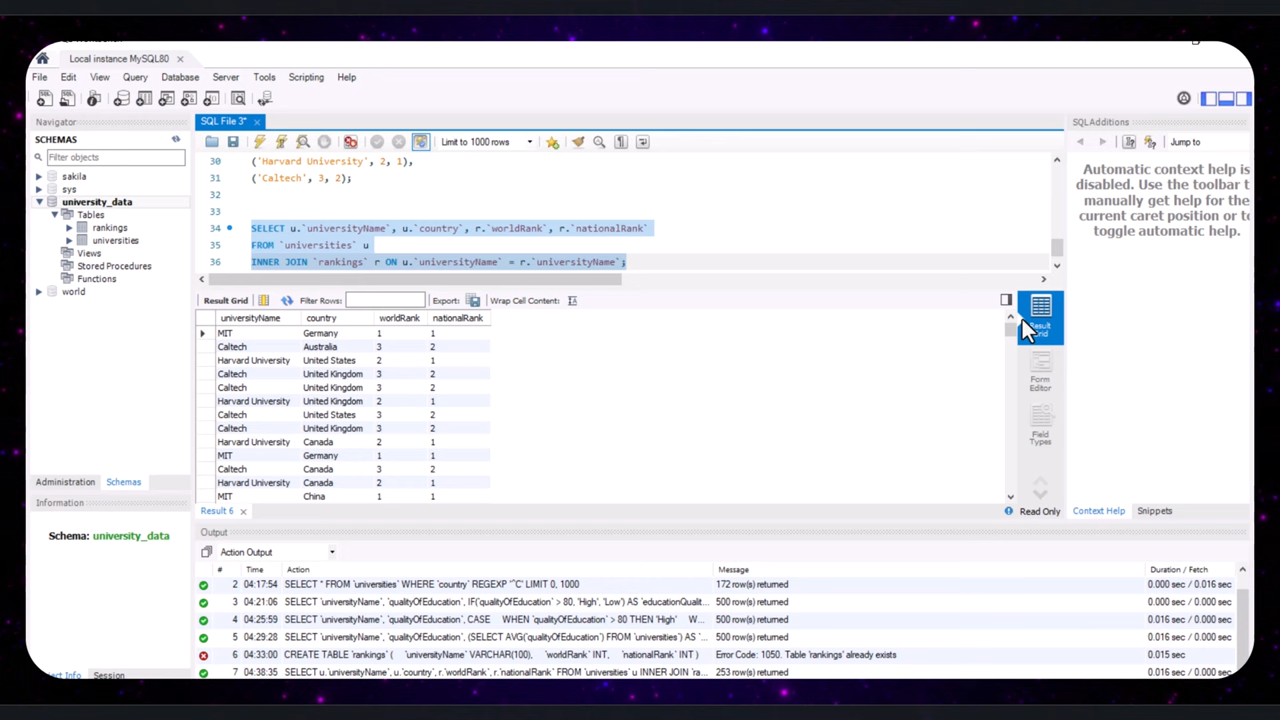 Local instance MySQL80
File Edit View Query Database Server Tools Scripting Help
Navigator
SCHEMAS
Filter objects
sakila
sys
university_data
Tables
rankings
universities
Views
Stored Procedures
Functions
world
Administration Schemas
Information
Schema: university_data
Session
SQL File 3*
Limit to 1000 rows
30 ('Harvard University', 2, 1),
31 ('Caltech', 3, 2);
32
33
34 SELECT u.`universityName`, u.`country`, r.`worldRank`, r.`nationalRank`
35 FROM `universities` u
36 INNER JOIN `rankings` r ON u.`universityName` = r.`universityName`;
Result Grid Filter Rows: Export: Wrap Cell Content:
universityName country worldRank nationalRank
MIT Germany 1 1
Caltech Australia 3 2
Harvard University United States 2 1
Caltech United Kingdom 3 2
Caltech United Kingdom 3 2
Harvard University United Kingdom 2 1
Caltech United States 3 2
Caltech United Kingdom 3 2
Harvard University Canada 2 1
MIT Germany 1 1
Caltech Canada 3 2
Harvard University Canada 2 1
MIT China 1 1
Form
Editor
Field
Types
Result 6
Read Only
SQL Additions
Jump to
Automatic context help is
disabled. Use the toolbar t
manually get help for the
current caret position or to
toggle automatic help.
Context Help Snippets
Output
Action Output
# Time Action Message Duration / Fetch
2 04:17:54 SELECT * FROM `universities` WHERE `country` REGEXP '^C' LIMIT 0, 1000 172 row(s) returned 0.000 sec / 0.016 sec
3 04:21:06 SELECT `universityName`, `qualityOfEducation`, IF(`qualityOfEducation` > 80, 'High', 'Low') AS `educationQualit... 500 row(s) returned 0.016 sec / 0.000 sec
4 04:25:59 SELECT `universityName`, `qualityOfEducation`, CASE WHEN `qualityOfEducation` > 80 THEN 'High' W... 500 row(s) returned 0.016 sec / 0.000 sec
5 04:29:28 SELECT `universityName`, `qualityOfEducation`, (SELECT AVG(`qualityOfEducation`) FROM `universities`) AS `... 500 row(s) returned 0.016 sec / 0.000 sec
6 04:33:00 CREATE TABLE `rankings` ( `universityName` VARCHAR(100), `worldRank` INT, `nationalRank` INT ) Error Code: 1050. Table 'rankings' already exists 0.015 sec
7 04:38:35 SELECT u.`universityName`, u.`country`, r.`worldRank`, r.`nationalRank` FROM `universities` u INNER JOIN `ra... 253 row(s) returned 0.016 sec / 0.000 sec